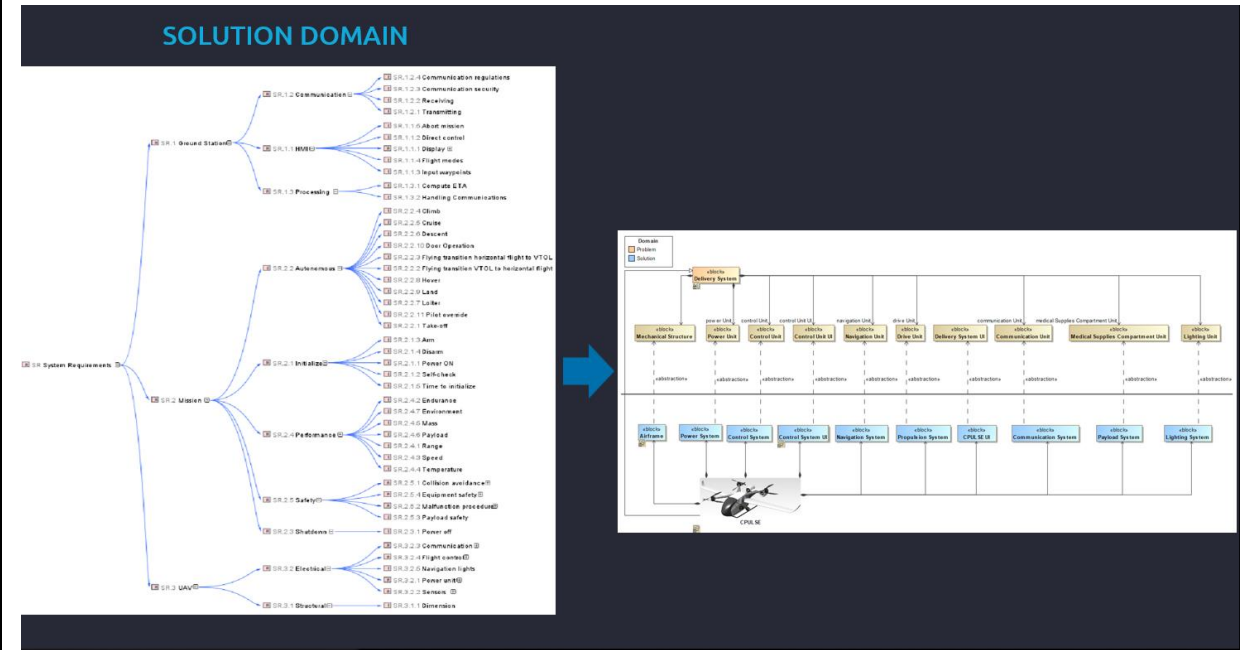 SOLUTION DOMAIN
SR.1.2.4 Communication regulations
SR.1.2.3 Communication security
SR.1.2 Communication
SR.1.2.2 Receiving
SR.1.2.1 Transmitting
SR.1.1.5 Abort mission
SR.1.1.2 Direct control
SR.1 Ground Station
SR.1.1 HMI
SR.1.1.1 Display
SR.1.1.4 Flight modes
SR.1.1.3 Input waypoints
SR.1.3 Processing
SR.1.3.1 Compute ETA
SR.1.3.2 Handling Communications
SR.2.2.4 Climb
SR.2.2.5 Cruise
SR.2.2.6 Descent
SR.2.2.10 Door Operation
SR.2.2.3 Flying transition horizontal flight to VTOL
SR.2.2 Autonomous
SR.2.2.2 Flying transition VTOL to horizontal flight
SR.2.2.8 Hover
SR.2.2.9 Land
SR.2.2.7 Loiter
SR.2.2.11 Pilot override
SR.2.2.1 Take-off
SR.2.1.3 Arm
SR.2.1.4 Disarm
SR System Requirements
SR.2.1 Initialize
SR.2.1.1 Power ON
SR.2.1.2 Self-check
SR.2.1.5 Time to initialize
SR.2 Mission
SR.2.4.2 Endurance
SR.2.4.7 Environment
SR.2.4.5 Mass
SR.2.4 Performance
SR.2.4.6 Payload
SR.2.4.1 Range
SR.2.4.3 Speed
SR.2.4.4 Temperature
SR.2.5.1 Collision avoidance
SR.2.5 Safety
SR.2.5.4 Equipment safety
SR.2.5.2 Malfunction procedure
SR.2.5.3 Payload safety
SR.2.3 Shutdown
SR.2.3.1 Power off
SR.3.2.3 Communication
SR.3.2.4 Flight control
SR.3.2 Electrical
SR.3.2.5 Navigation lights
SR.3 UAV
SR.3.2.1 Power unit
SR.3.2.2 Sensors
SR.3.1 Structural
SR.3.1.1 Dimension
Domain
Problem
Solution
«block»
Delivery System
power Unit
control Unit
control Unit UI
navigation Unit
drive Unit
communication Unit
medical Supplies Compartment Unit
«block»
Mechanical Structure
«block»
Power Unit
«block»
Control Unit
«block»
Control Unit UI
«block»
Navigation Unit
«block»
Drive Unit
«block»
Delivery System UI
«block»
Communication Unit
«block»
Medical Supplies Compartment Unit
«block»
Lighting Unit
«abstraction»
«abstraction»
«abstraction»
«abstraction»
«abstraction»
«abstraction»
«abstraction»
«abstraction»
«abstraction»
«abstraction»
«block»
Airframe
«block»
Power System
«block»
Control System
«block»
Control System UI
«block»
Navigation System
«block»
Propulsion System
«block»
CPULSE UI
«block»
Communication System
«block»
Payload System
«block»
Lighting System
CPULSE